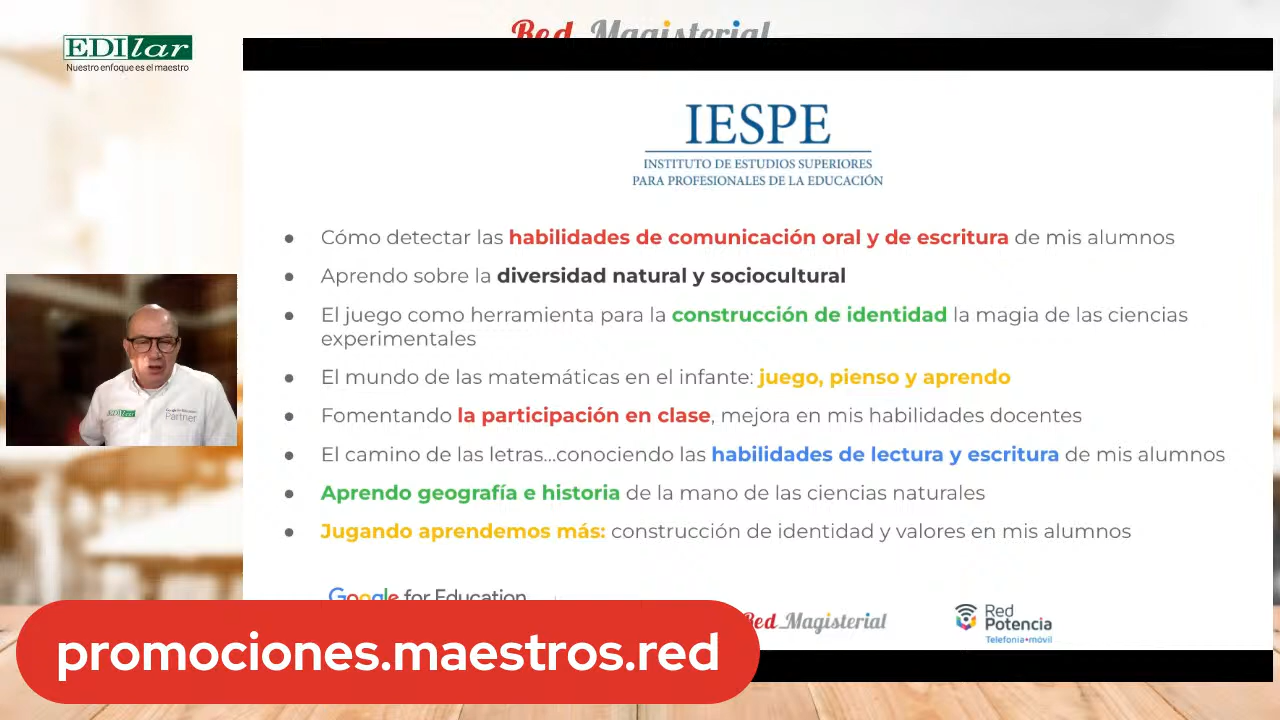 EDIlar
Nuestro enfoque es el maestro
Red Magisterial
IESPE
INSTITUTO DE ESTUDIOS SUPERIORES
PARA PROFESIONALES DE LA EDUCACIÓN
● Cómo detectar las habilidades de comunicación oral y de escritura de mis alumnos
● Aprendo sobre la diversidad natural y sociocultural
● El juego como herramienta para la construcción de identidad la magia de las ciencias
experimentales
● El mundo de las matemáticas en el infante: juego, pienso y aprendo
● Fomentando la participación en clase, mejora en mis habilidades docentes
● El camino de las letras...conociendo las habilidades de lectura y escritura de mis alumnos
● Aprendo geografía e historia de la mano de las ciencias naturales
● Jugando aprendemos más: construcción de identidad y valores en mis alumnos
EDIlar
Google for Education
Partner
Google for Education
Red Magisterial
Red
Potencia
Telefonía+móvil
promociones.maestros.red